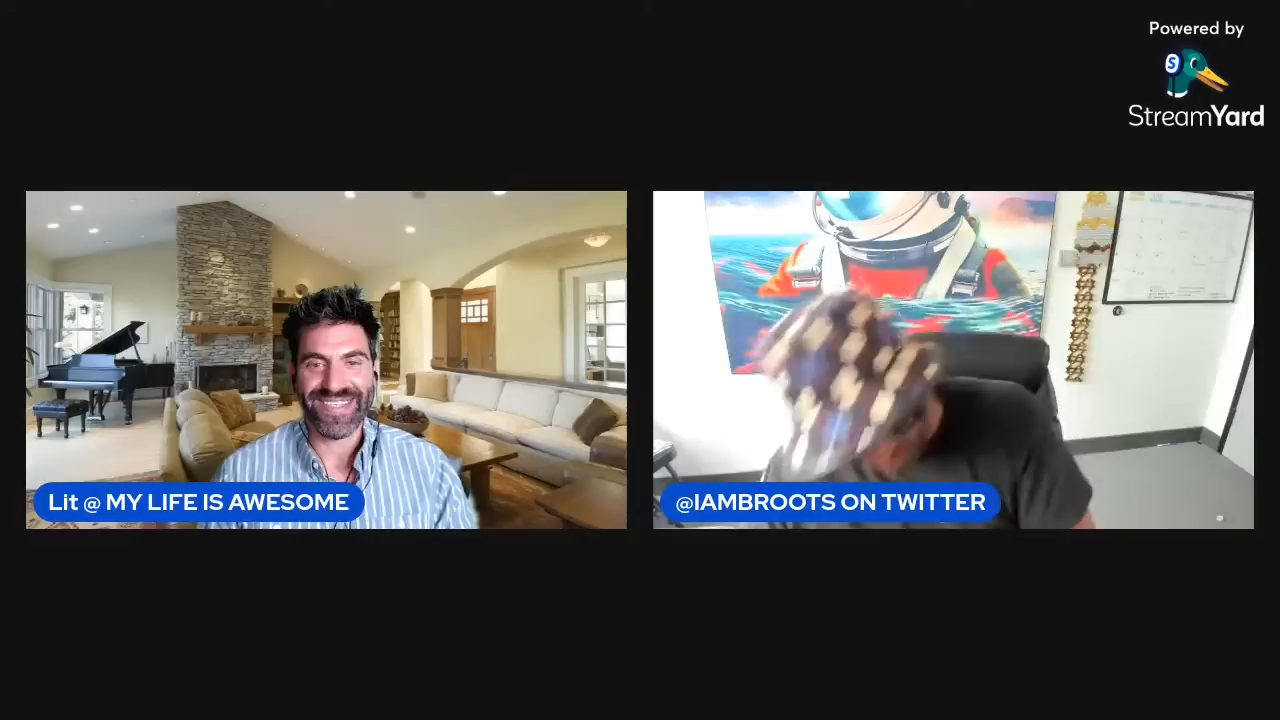 Powered by
S
StreamYard
Lit @ MY LIFE IS AWESOME
@IAMBROOTS ON TWITTER